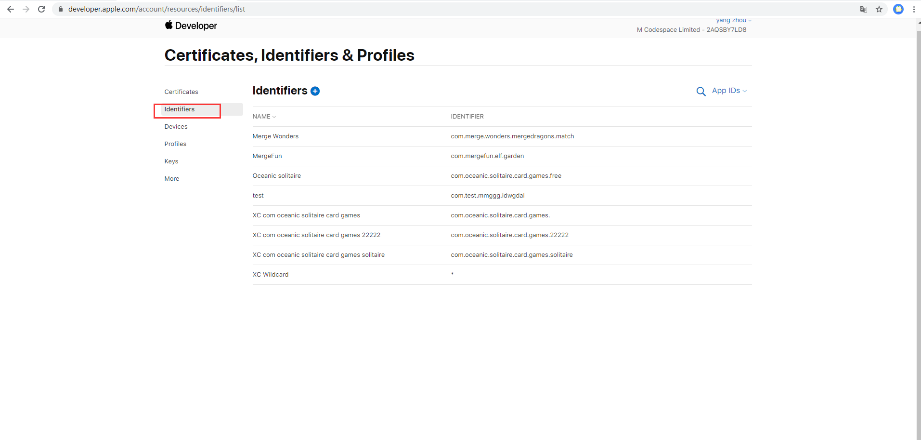 developer.apple.com/account/resources/identifiers/list
yang zhou
Developer
M Codespace Limited - 2AQSBY7LD8
Certificates, Identifiers & Profiles
Certificates
Identifiers
Devices
Profiles
Keys
More
Identifiers
App IDs
NAME IDENTIFIER
Merge Wonders com.merge.wonders.mergedragons.match
MergeFun com.mergefun.elf.garden
Oceanic solitaire com.oceanic.solitaire.card.games.free
test com.test.mmggg.ldwgdal
XC com oceanic solitaire card games com.oceanic.solitaire.card.games.
XC com oceanic solitaire card games 22222 com.oceanic.solitaire.card.games.22222
XC com oceanic solitaire card games solitaire com.oceanic.solitaire.card.games.solitaire
XC Wildcard *